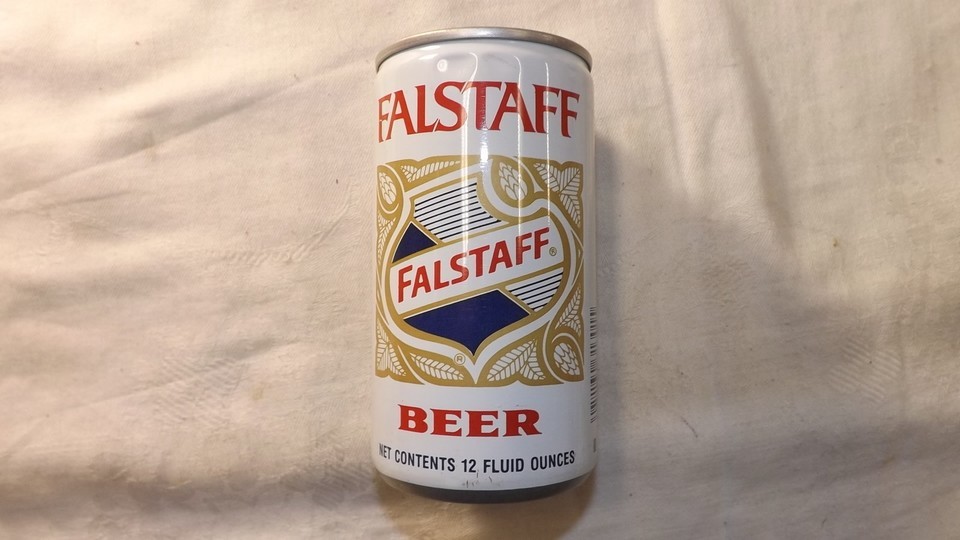 FALSTAFF
FALSTAFF®
®
BEER
NET CONTENTS 12 FLUID OUNCES